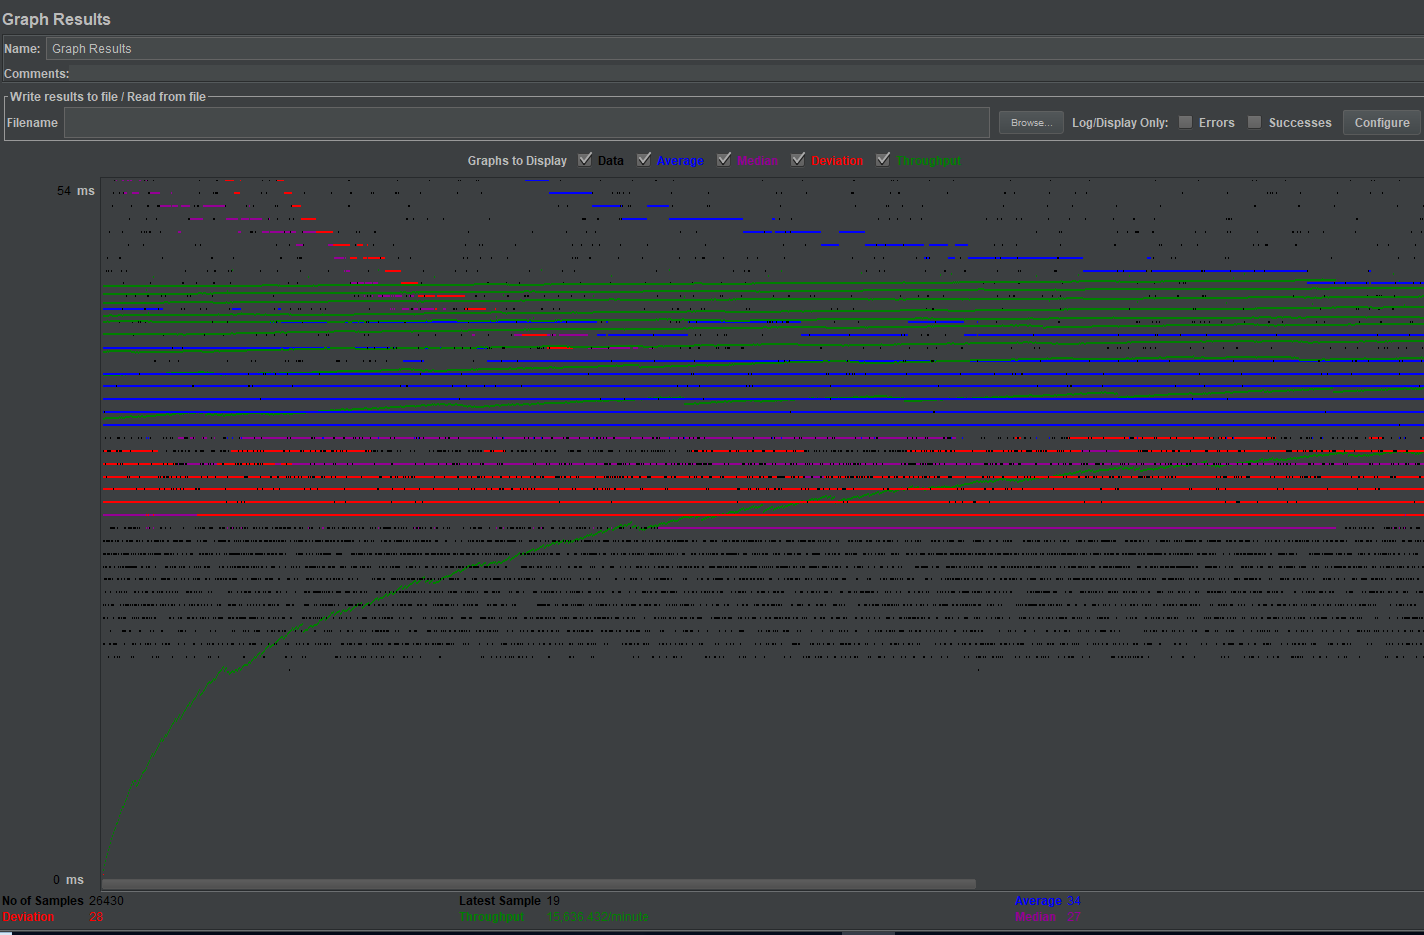 Graph Results
Name: Graph Results
Comments:
Write results to file / Read from file
Filename Browse... Log/Display Only: Errors Successes Configure
Graphs to Display Data Average Median Deviation Throughput
54 ms
0 ms
No of Samples 26430 Latest Sample 19 Average 34
Deviation 28 Throughput 15,636.432/minute Median 27